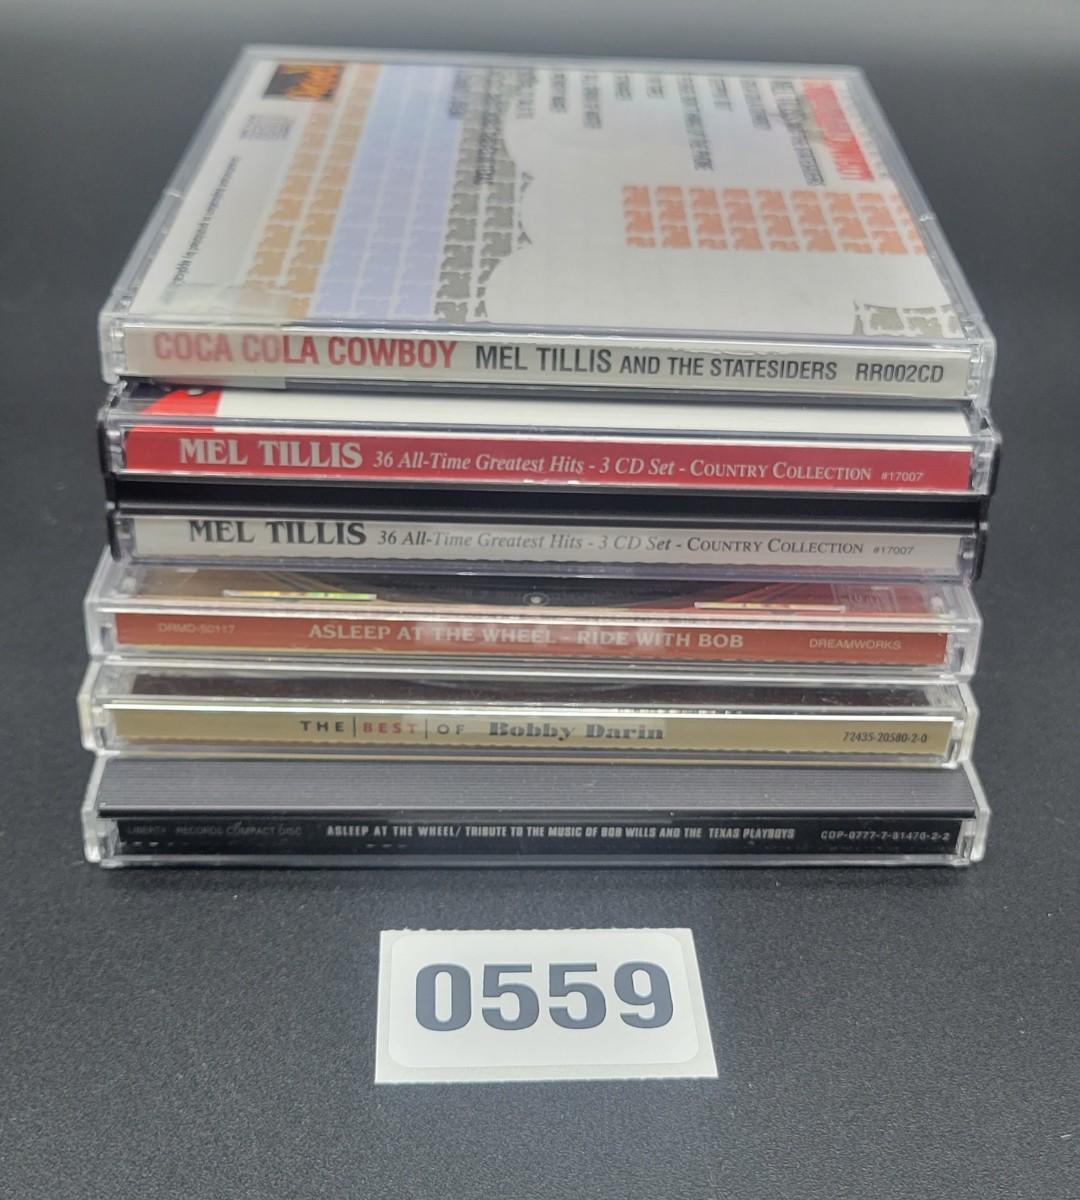 COCA COLA COWBOY MEL TILLIS AND THE STATESIDERS RR002CD
MEL TILLIS 36 All-Time Greatest Hits - 3 CD Set - COUNTRY COLLECTION #17007
MEL TILLIS 36 All-Time Greatest Hits - 3 CD Set - COUNTRY COLLECTION #17007
DRMD-50117 ASLEEP AT THE WHEEL - RIDE WITH BOB DREAMWORKS
THE BEST OF Bobby Darin 72435-20580-2-0
LIBERTY RECORDS COMPACT DISC ASLEEP AT THE WHEEL/ TRIBUTE TO THE MUSIC OF BOB WILLS AND THE TEXAS PLAYBOYS CDP-0777-7-81470-2-2
0559